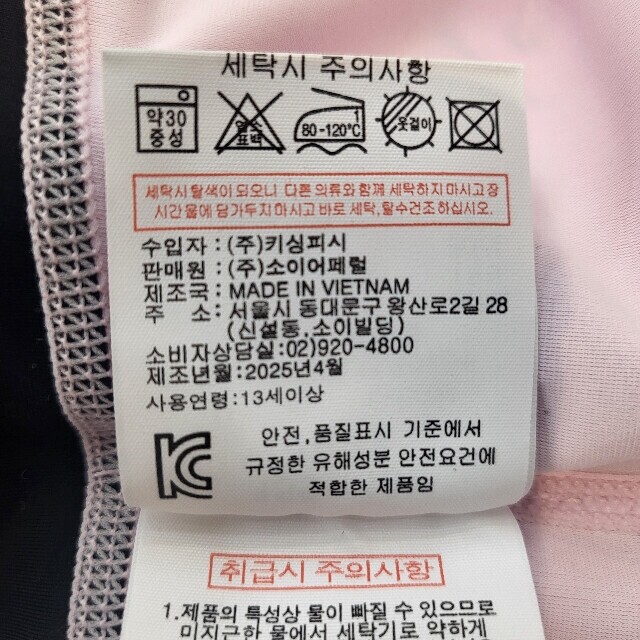 세탁시 주의사항
약30
중성
염소
표백
1
80-120℃
옷걸이
세탁시 탈색이 되오니 다른 의류와 함께 세탁하지 마시고 장
시간 물에 담가두지 마시고 바로 세탁, 탈수건조 하십시오.
수입자 : (주)키싱피시
판매원 : (주)소이어페럴
제조국 : MADE IN VIETNAM
주 소 : 서울시 동대문구 왕산로2길 28
(신설동.소이빌딩)
소비자상담실:02)920-4800
제조년월:2025년4월
사용연령:13세이상
안전,품질표시 기준에서
규정한 유해성분 안전요건에
적합한 제품임
취급시 주의사항
1.제품의 특성상 물이 빠질 수 있으므로
미지근한 물에서 세탁기로 약하게